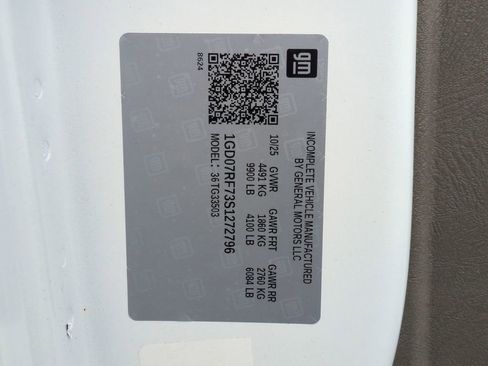 gm
INCOMPLETE VEHICLE MANUFACTURED
BY GENERAL MOTORS LLC
10/25 GVWR GAWR FRT GAWR RR
4491 KG 1860 KG 2760 KG
9900 LB 4100 LB 6084 LB
8624
1GD07RF73S1272796
MODEL: 36TG33503